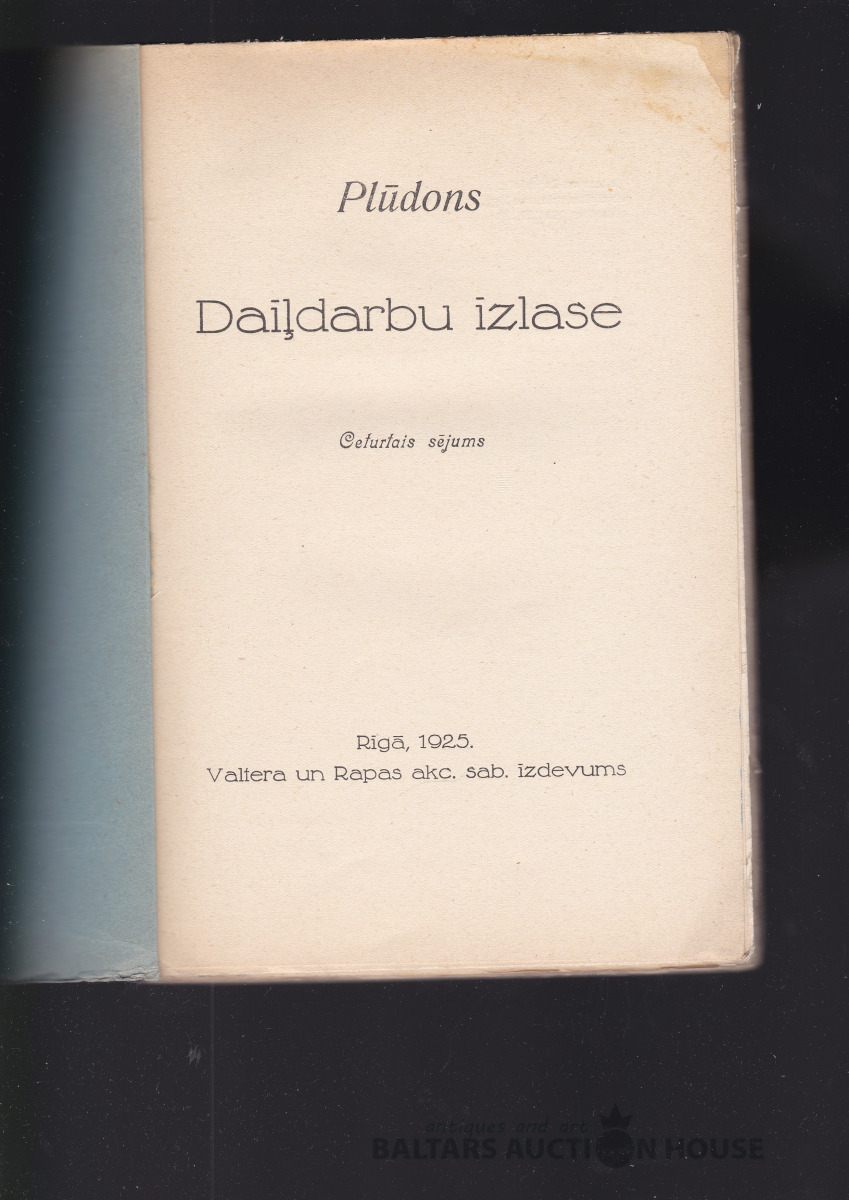 Plūdons
Daiļdarbu izlase
Ceturtais sējums
Rīgā, 1925.
Valtera un Rapas akc. sab. izdevums
antiques and art
BALTARS AUCTION HOUSE